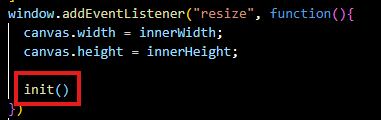 window.addEventListener("resize", function(){
  canvas.width = innerWidth;
  canvas.height = innerHeight;

  init()
})